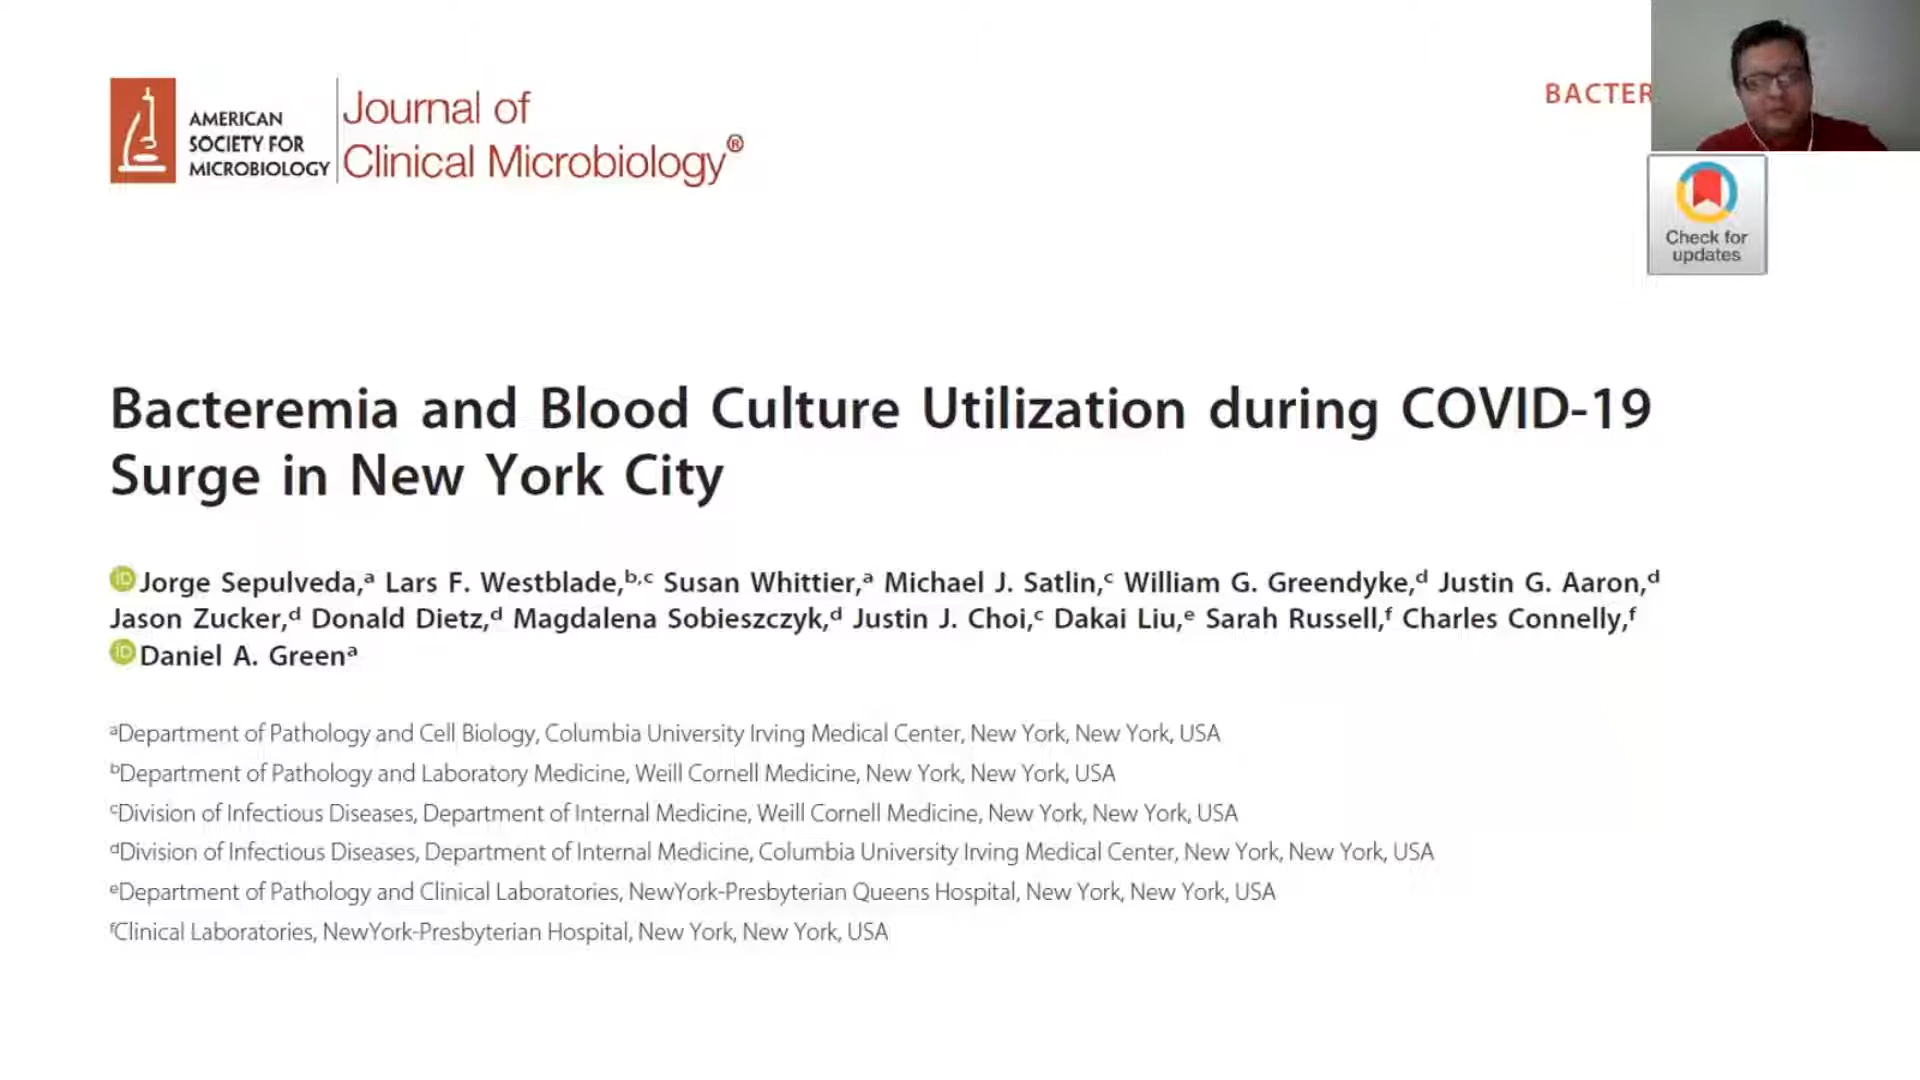 AMERICAN
SOCIETY FOR
MICROBIOLOGY
Journal of
Clinical Microbiology®
BACTER
Check for
updates
Bacteremia and Blood Culture Utilization during COVID-19
Surge in New York City
iD Jorge Sepulveda,ᵃ Lars F. Westblade,ᵇ,ᶜ Susan Whittier,ᵃ Michael J. Satlin,ᶜ William G. Greendyke,ᵈ Justin G. Aaron,ᵈ
Jason Zucker,ᵈ Donald Dietz,ᵈ Magdalena Sobieszczyk,ᵈ Justin J. Choi,ᶜ Dakai Liu,ᵉ Sarah Russell,ᶠ Charles Connelly,ᶠ
iD Daniel A. Greenᵃ
ᵃDepartment of Pathology and Cell Biology, Columbia University Irving Medical Center, New York, New York, USA
ᵇDepartment of Pathology and Laboratory Medicine, Weill Cornell Medicine, New York, New York, USA
ᶜDivision of Infectious Diseases, Department of Internal Medicine, Weill Cornell Medicine, New York, New York, USA
ᵈDivision of Infectious Diseases, Department of Internal Medicine, Columbia University Irving Medical Center, New York, New York, USA
ᵉDepartment of Pathology and Clinical Laboratories, NewYork-Presbyterian Queens Hospital, New York, New York, USA
ᶠClinical Laboratories, NewYork-Presbyterian Hospital, New York, New York, USA